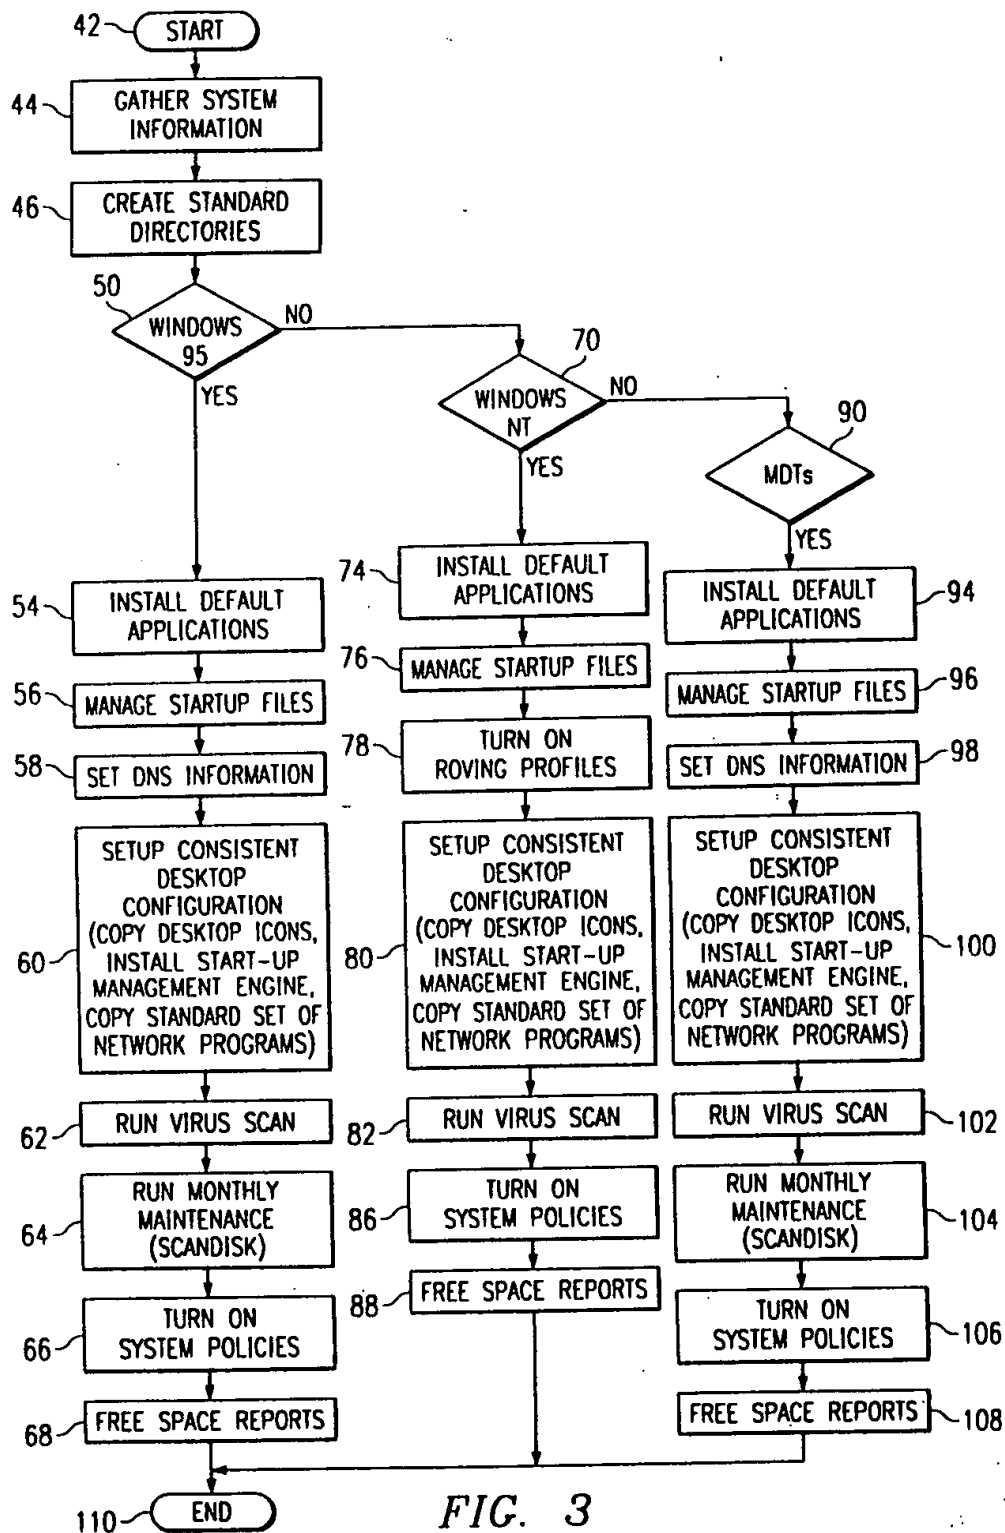 42
START
44
GATHER SYSTEM
INFORMATION
46
CREATE STANDARD
DIRECTORIES
50
WINDOWS
95
NO
YES
70
WINDOWS
NT
NO
YES
90
MDTs
YES
54
INSTALL DEFAULT
APPLICATIONS
56
MANAGE STARTUP FILES
58
SET DNS INFORMATION
60
SETUP CONSISTENT
DESKTOP
CONFIGURATION
(COPY DESKTOP ICONS,
INSTALL START-UP
MANAGEMENT ENGINE,
COPY STANDARD SET OF
NETWORK PROGRAMS)
62
RUN VIRUS SCAN
64
RUN MONTHLY
MAINTENANCE
(SCANDISK)
66
TURN ON
SYSTEM POLICIES
68
FREE SPACE REPORTS
74
INSTALL DEFAULT
APPLICATIONS
76
MANAGE STARTUP FILES
78
TURN ON
ROVING PROFILES
80
SETUP CONSISTENT
DESKTOP
CONFIGURATION
(COPY DESKTOP ICONS,
INSTALL START-UP
MANAGEMENT ENGINE,
COPY STANDARD SET OF
NETWORK PROGRAMS)
82
RUN VIRUS SCAN
86
TURN ON
SYSTEM POLICIES
88
FREE SPACE REPORTS
INSTALL DEFAULT
APPLICATIONS
94
MANAGE STARTUP FILES
96
SET DNS INFORMATION
98
SETUP CONSISTENT
DESKTOP
CONFIGURATION
(COPY DESKTOP ICONS,
INSTALL START-UP
MANAGEMENT ENGINE,
COPY STANDARD SET OF
NETWORK PROGRAMS)
100
RUN VIRUS SCAN
102
RUN MONTHLY
MAINTENANCE
(SCANDISK)
104
TURN ON
SYSTEM POLICIES
106
FREE SPACE REPORTS
108
110
END
FIG. 3